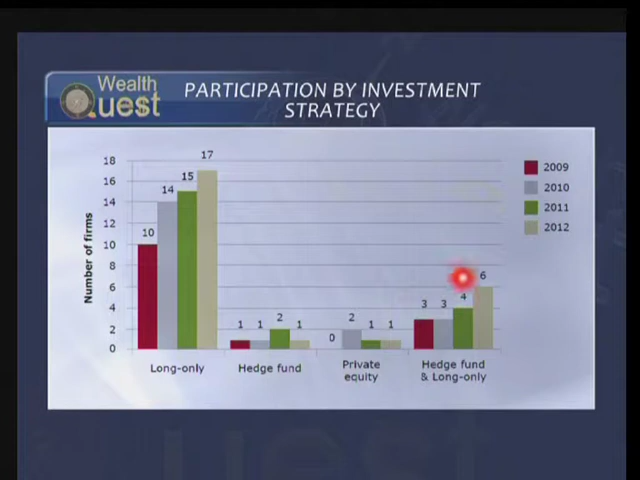 Wealth
Quest
PARTICIPATION BY INVESTMENT
STRATEGY
Number of firms
18
16
14
12
10
8
6
4
2
0
10
14
15
17
1
1
2
1
0
2
1
1
3
3
4
6
Long-only
Hedge fund
Private
equity
Hedge fund
& Long-only
2009
2010
2011
2012
uest